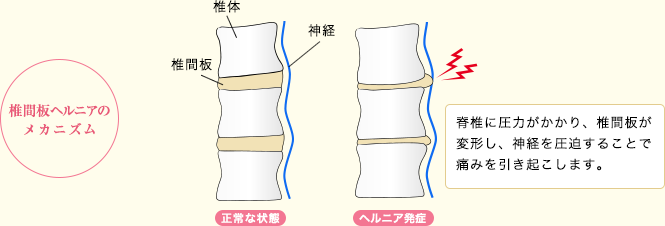 椎間板ヘルニアの
メカニズム
椎体
神経
椎間板
正常な状態
ヘルニア発症
脊椎に圧力がかかり、椎間板が
変形し、神経を圧迫することで
痛みを引き起こします。